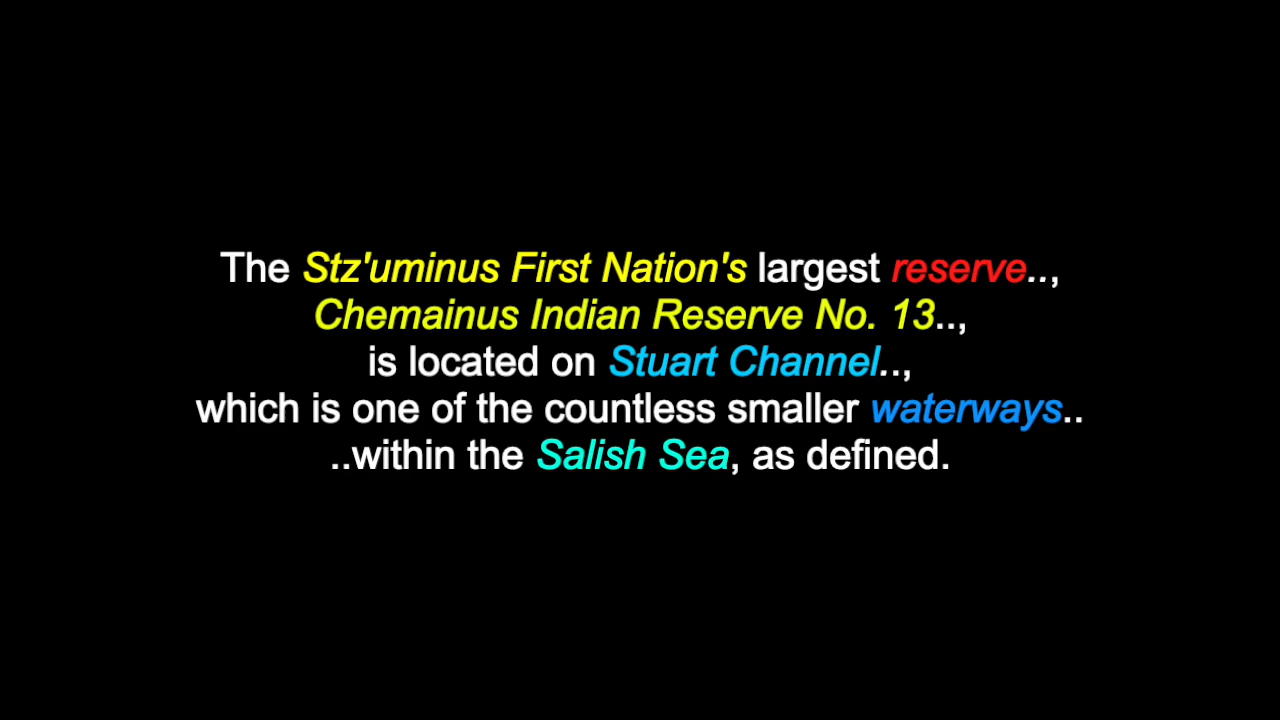 The Stz'uminus First Nation's largest reserve..,
Chemainus Indian Reserve No. 13..,
is located on Stuart Channel..,
which is one of the countless smaller waterways..
..within the Salish Sea, as defined.